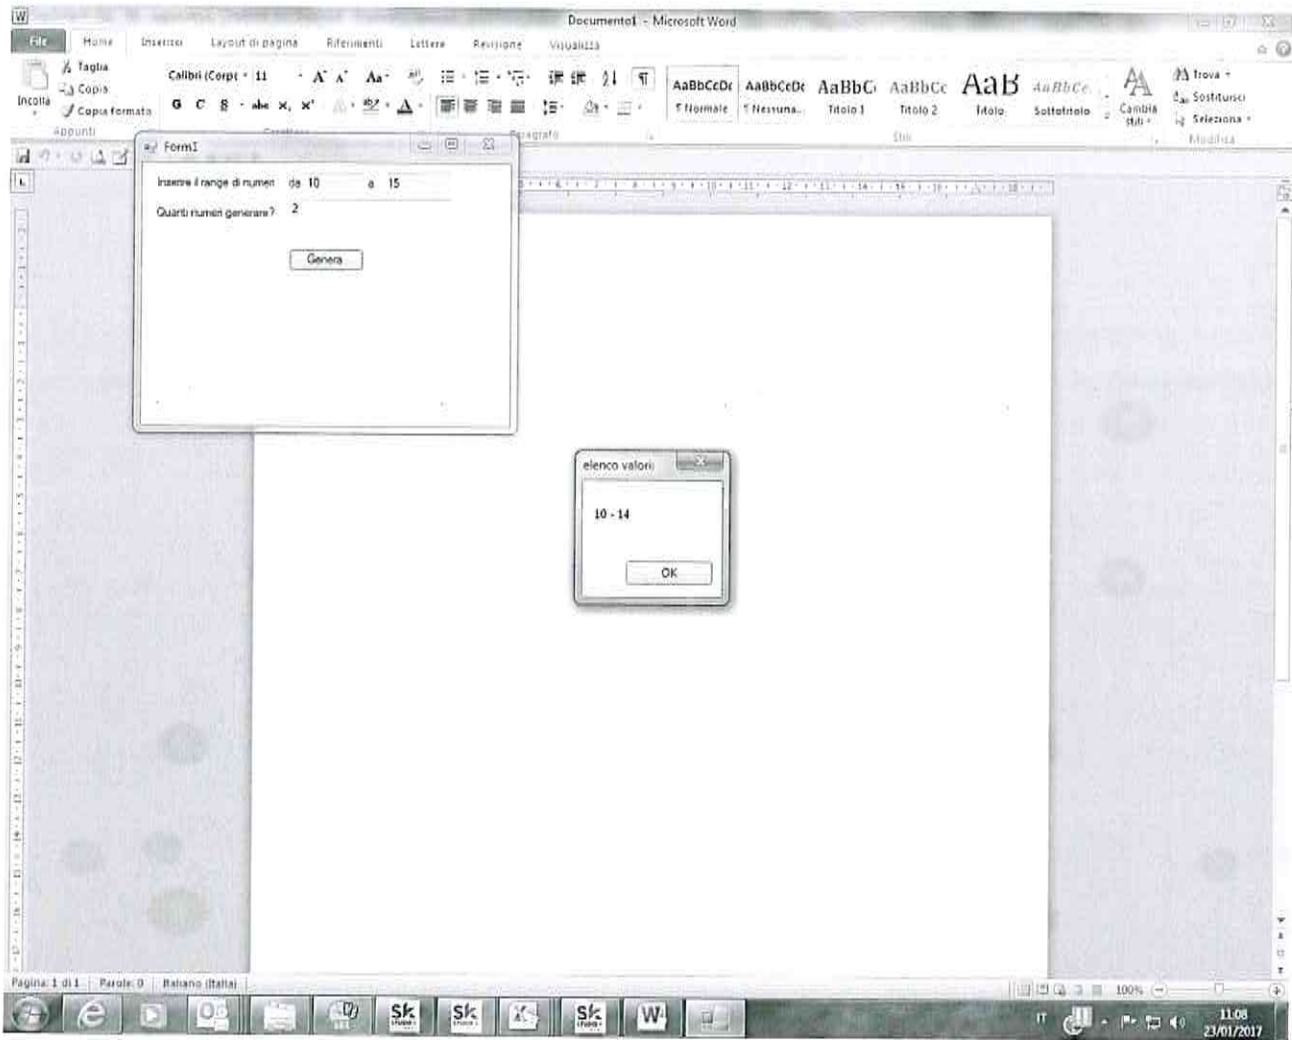 Documento1 - Microsoft Word
File Home Inserisci Layout di pagina Riferimenti Lettere Revisione Visualizza
Incolla
Taglia
Copia
Copia formato
Appunti
Calibri (Corpo 11
G C S abe x, x'
Carattere
Paragrafo
AaBbCcDc AaBbCcDc AaBbC AaBbCc AaB AaBbCc.
¶ Normale ¶ Nessuna... Titolo 1 Titolo 2 Titolo Sottotitolo
Cambia stili
Stili
Trova
Sostituisci
Seleziona
Modifica
Form1
Inserire il range di numeri da 10 a 15
Quanti numeri generare? 2
Genera
elenco valori:
10 - 14
OK
Pagina: 1 di 1 Parole: 0 Italiano (Italia)
100%
IT
11:08
23/01/2017